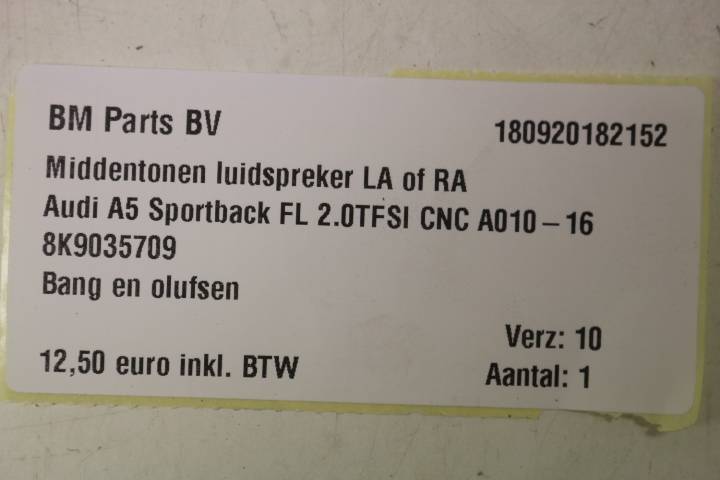 BM Parts BV 180920182152
Middentonen luidspreker LA of RA
Audi A5 Sportback FL 2.0TFSI CNC A010-16
8K9035709
Bang en olufsen
Verz: 10
12,50 euro inkl. BTW Aantal: 1